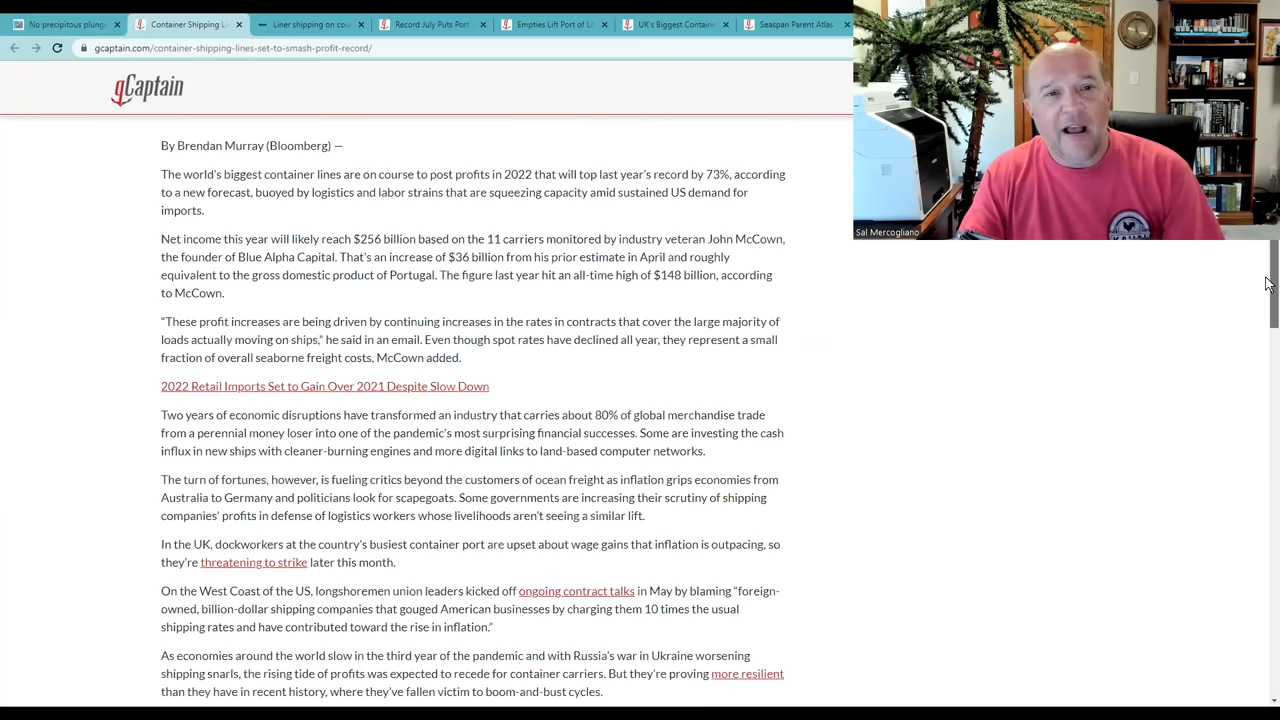 No precipitous plung
Container Shipping Li
Liner shipping on cou
Record July Puts Port
Empties Lift Port of Lo
UK's Biggest Containe
Seaspan Parent Atlas
gcaptain.com/container-shipping-lines-set-to-smash-profit-record/
gCaptain
Sal Mercogliano
By Brendan Murray (Bloomberg) —
The world's biggest container lines are on course to post profits in 2022 that will top last year's record by 73%, according
to a new forecast, buoyed by logistics and labor strains that are squeezing capacity amid sustained US demand for
imports.
Net income this year will likely reach $256 billion based on the 11 carriers monitored by industry veteran John McCown,
the founder of Blue Alpha Capital. That's an increase of $36 billion from his prior estimate in April and roughly
equivalent to the gross domestic product of Portugal. The figure last year hit an all-time high of $148 billion, according
to McCown.
“These profit increases are being driven by continuing increases in the rates in contracts that cover the large majority of
loads actually moving on ships,” he said in an email. Even though spot rates have declined all year, they represent a small
fraction of overall seaborne freight costs, McCown added.
2022 Retail Imports Set to Gain Over 2021 Despite Slow Down
Two years of economic disruptions have transformed an industry that carries about 80% of global merchandise trade
from a perennial money loser into one of the pandemic's most surprising financial successes. Some are investing the cash
influx in new ships with cleaner-burning engines and more digital links to land-based computer networks.
The turn of fortunes, however, is fueling critics beyond the customers of ocean freight as inflation grips economies from
Australia to Germany and politicians look for scapegoats. Some governments are increasing their scrutiny of shipping
companies' profits in defense of logistics workers whose livelihoods aren't seeing a similar lift.
In the UK, dockworkers at the country's busiest container port are upset about wage gains that inflation is outpacing, so
they're threatening to strike later this month.
On the West Coast of the US, longshoremen union leaders kicked off ongoing contract talks in May by blaming “foreign-
owned, billion-dollar shipping companies that gouged American businesses by charging them 10 times the usual
shipping rates and have contributed toward the rise in inflation.”
As economies around the world slow in the third year of the pandemic and with Russia's war in Ukraine worsening
shipping snarls, the rising tide of profits was expected to recede for container carriers. But they're proving more resilient
than they have in recent history, where they've fallen victim to boom-and-bust cycles.